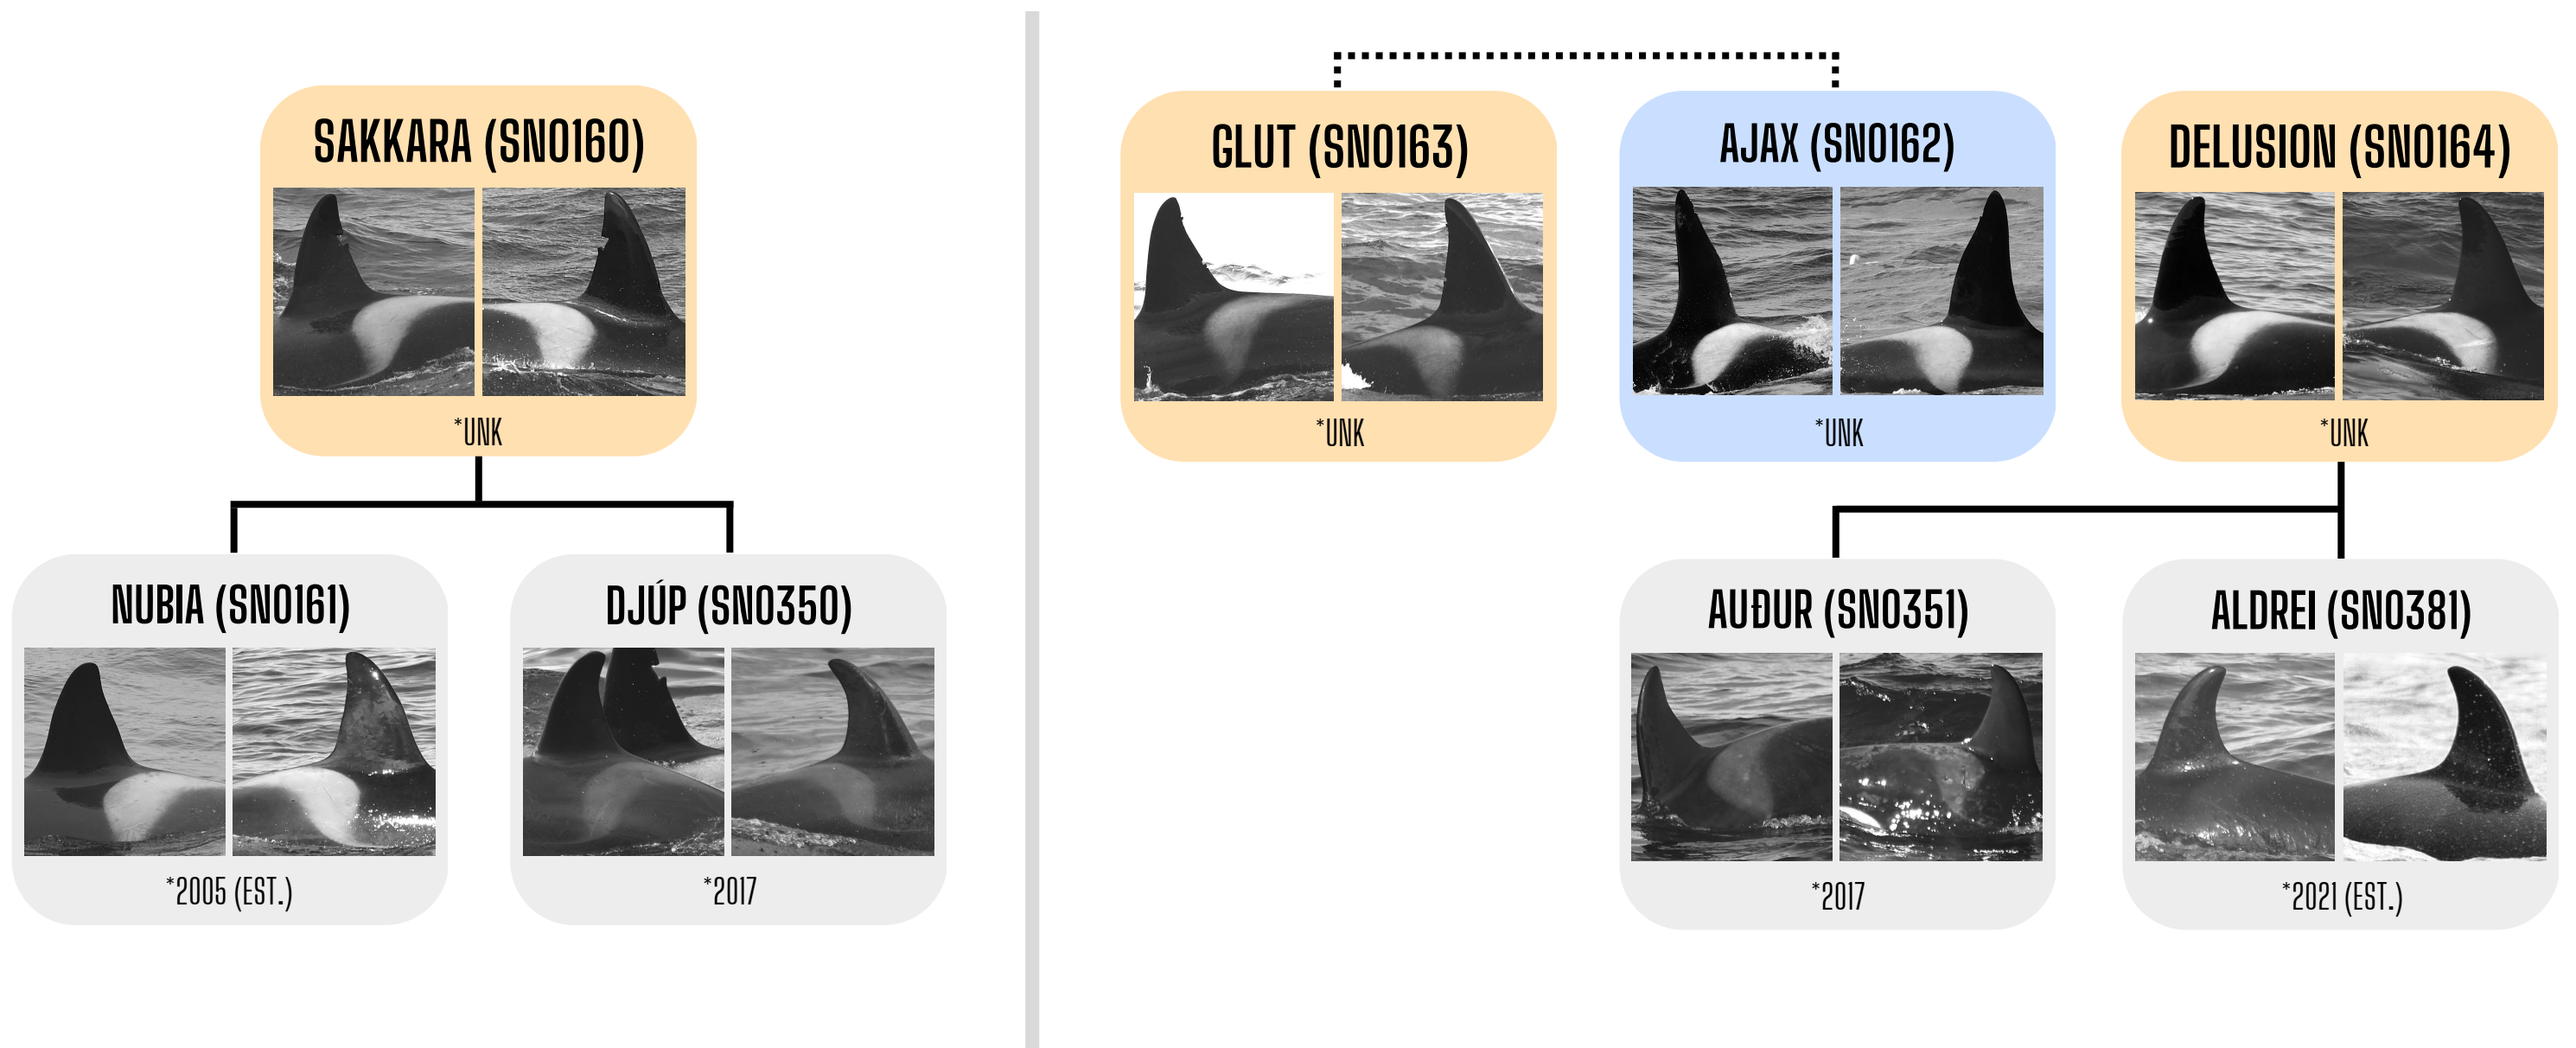 SAKKARA (SN0160)
*UNK
NUBIA (SN0161)
*2005 (EST.)
DJÚP (SN0350)
*2017
GLUT (SN0163)
*UNK
AJAX (SN0162)
*UNK
DELUSION (SN0164)
*UNK
AUÐUR (SN0351)
*2017
ALDREI (SN0381)
*2021 (EST.)